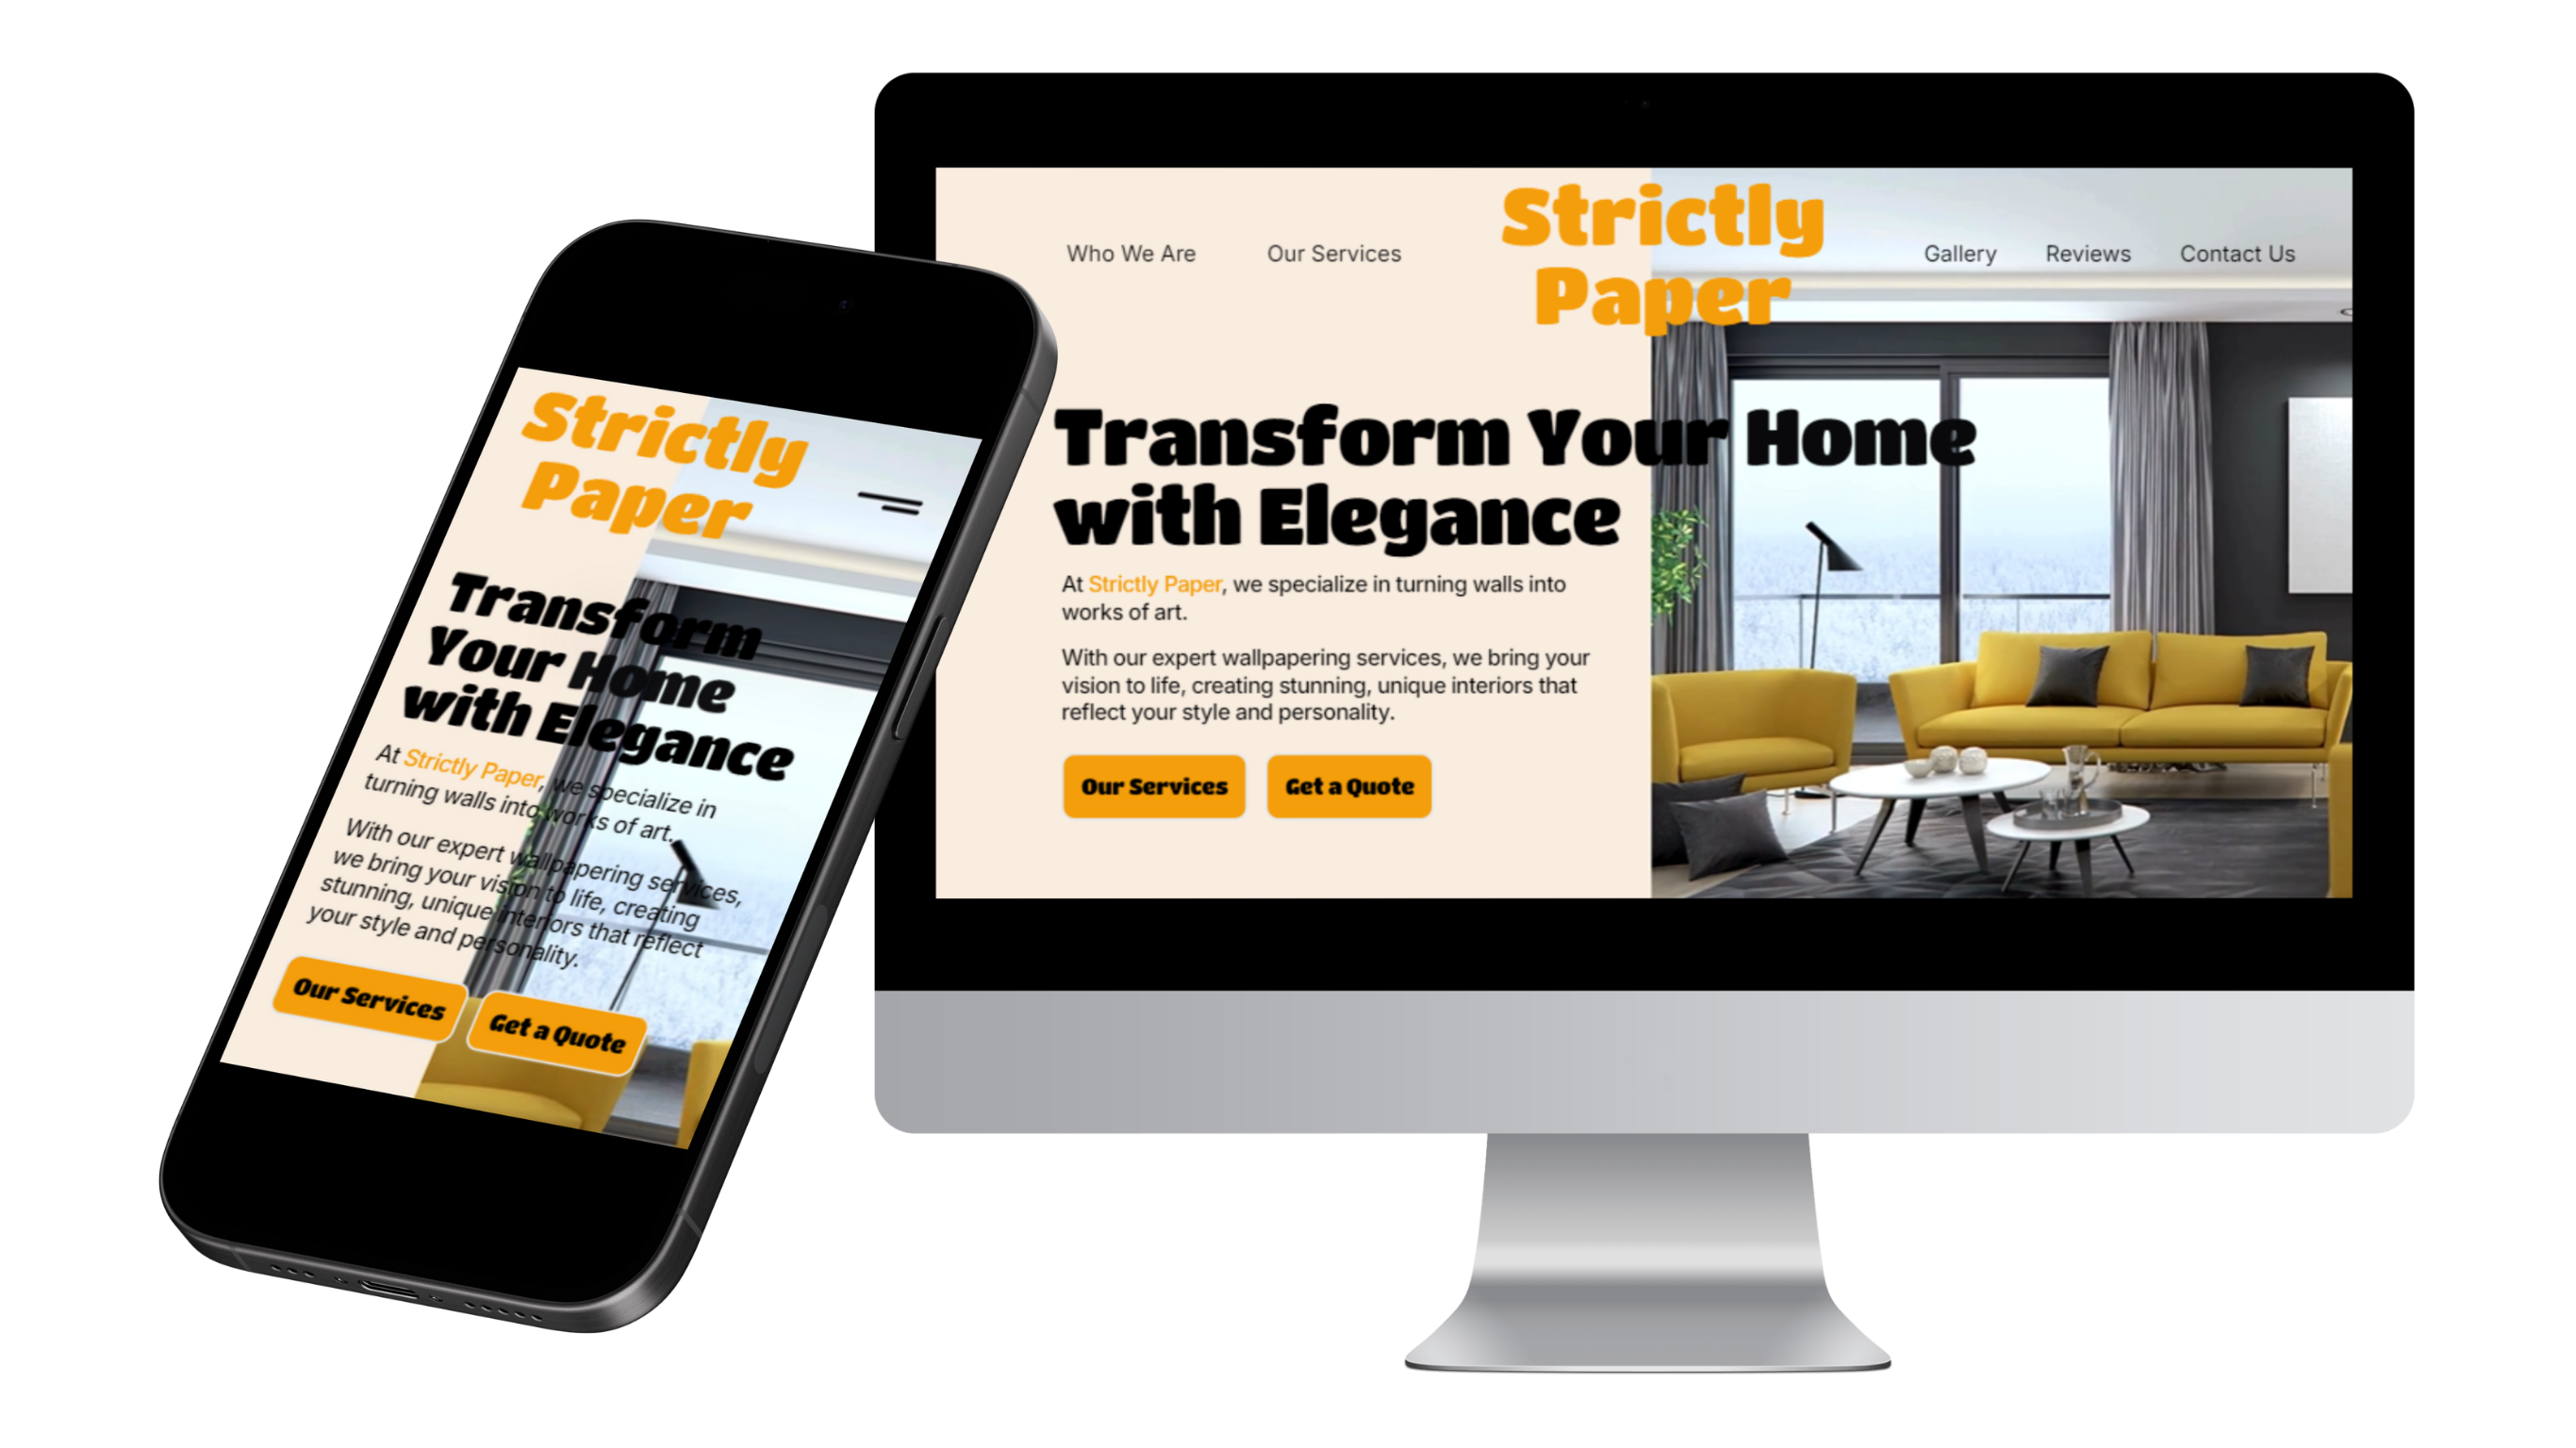 Strictly
Paper
Transform
Your Home
with Elegance
At Strictly Paper, we specialize in
turning walls into works of art.
With our expert wallpapering services,
we bring your vision to life, creating
stunning, unique interiors that reflect
your style and personality.
Our Services
Get a Quote
Who We Are
Our Services
Strictly
Paper
Gallery
Reviews
Contact Us
Transform Your Home
with Elegance
At Strictly Paper, we specialize in turning walls into
works of art.
With our expert wallpapering services, we bring your
vision to life, creating stunning, unique interiors that
reflect your style and personality.
Our Services
Get a Quote